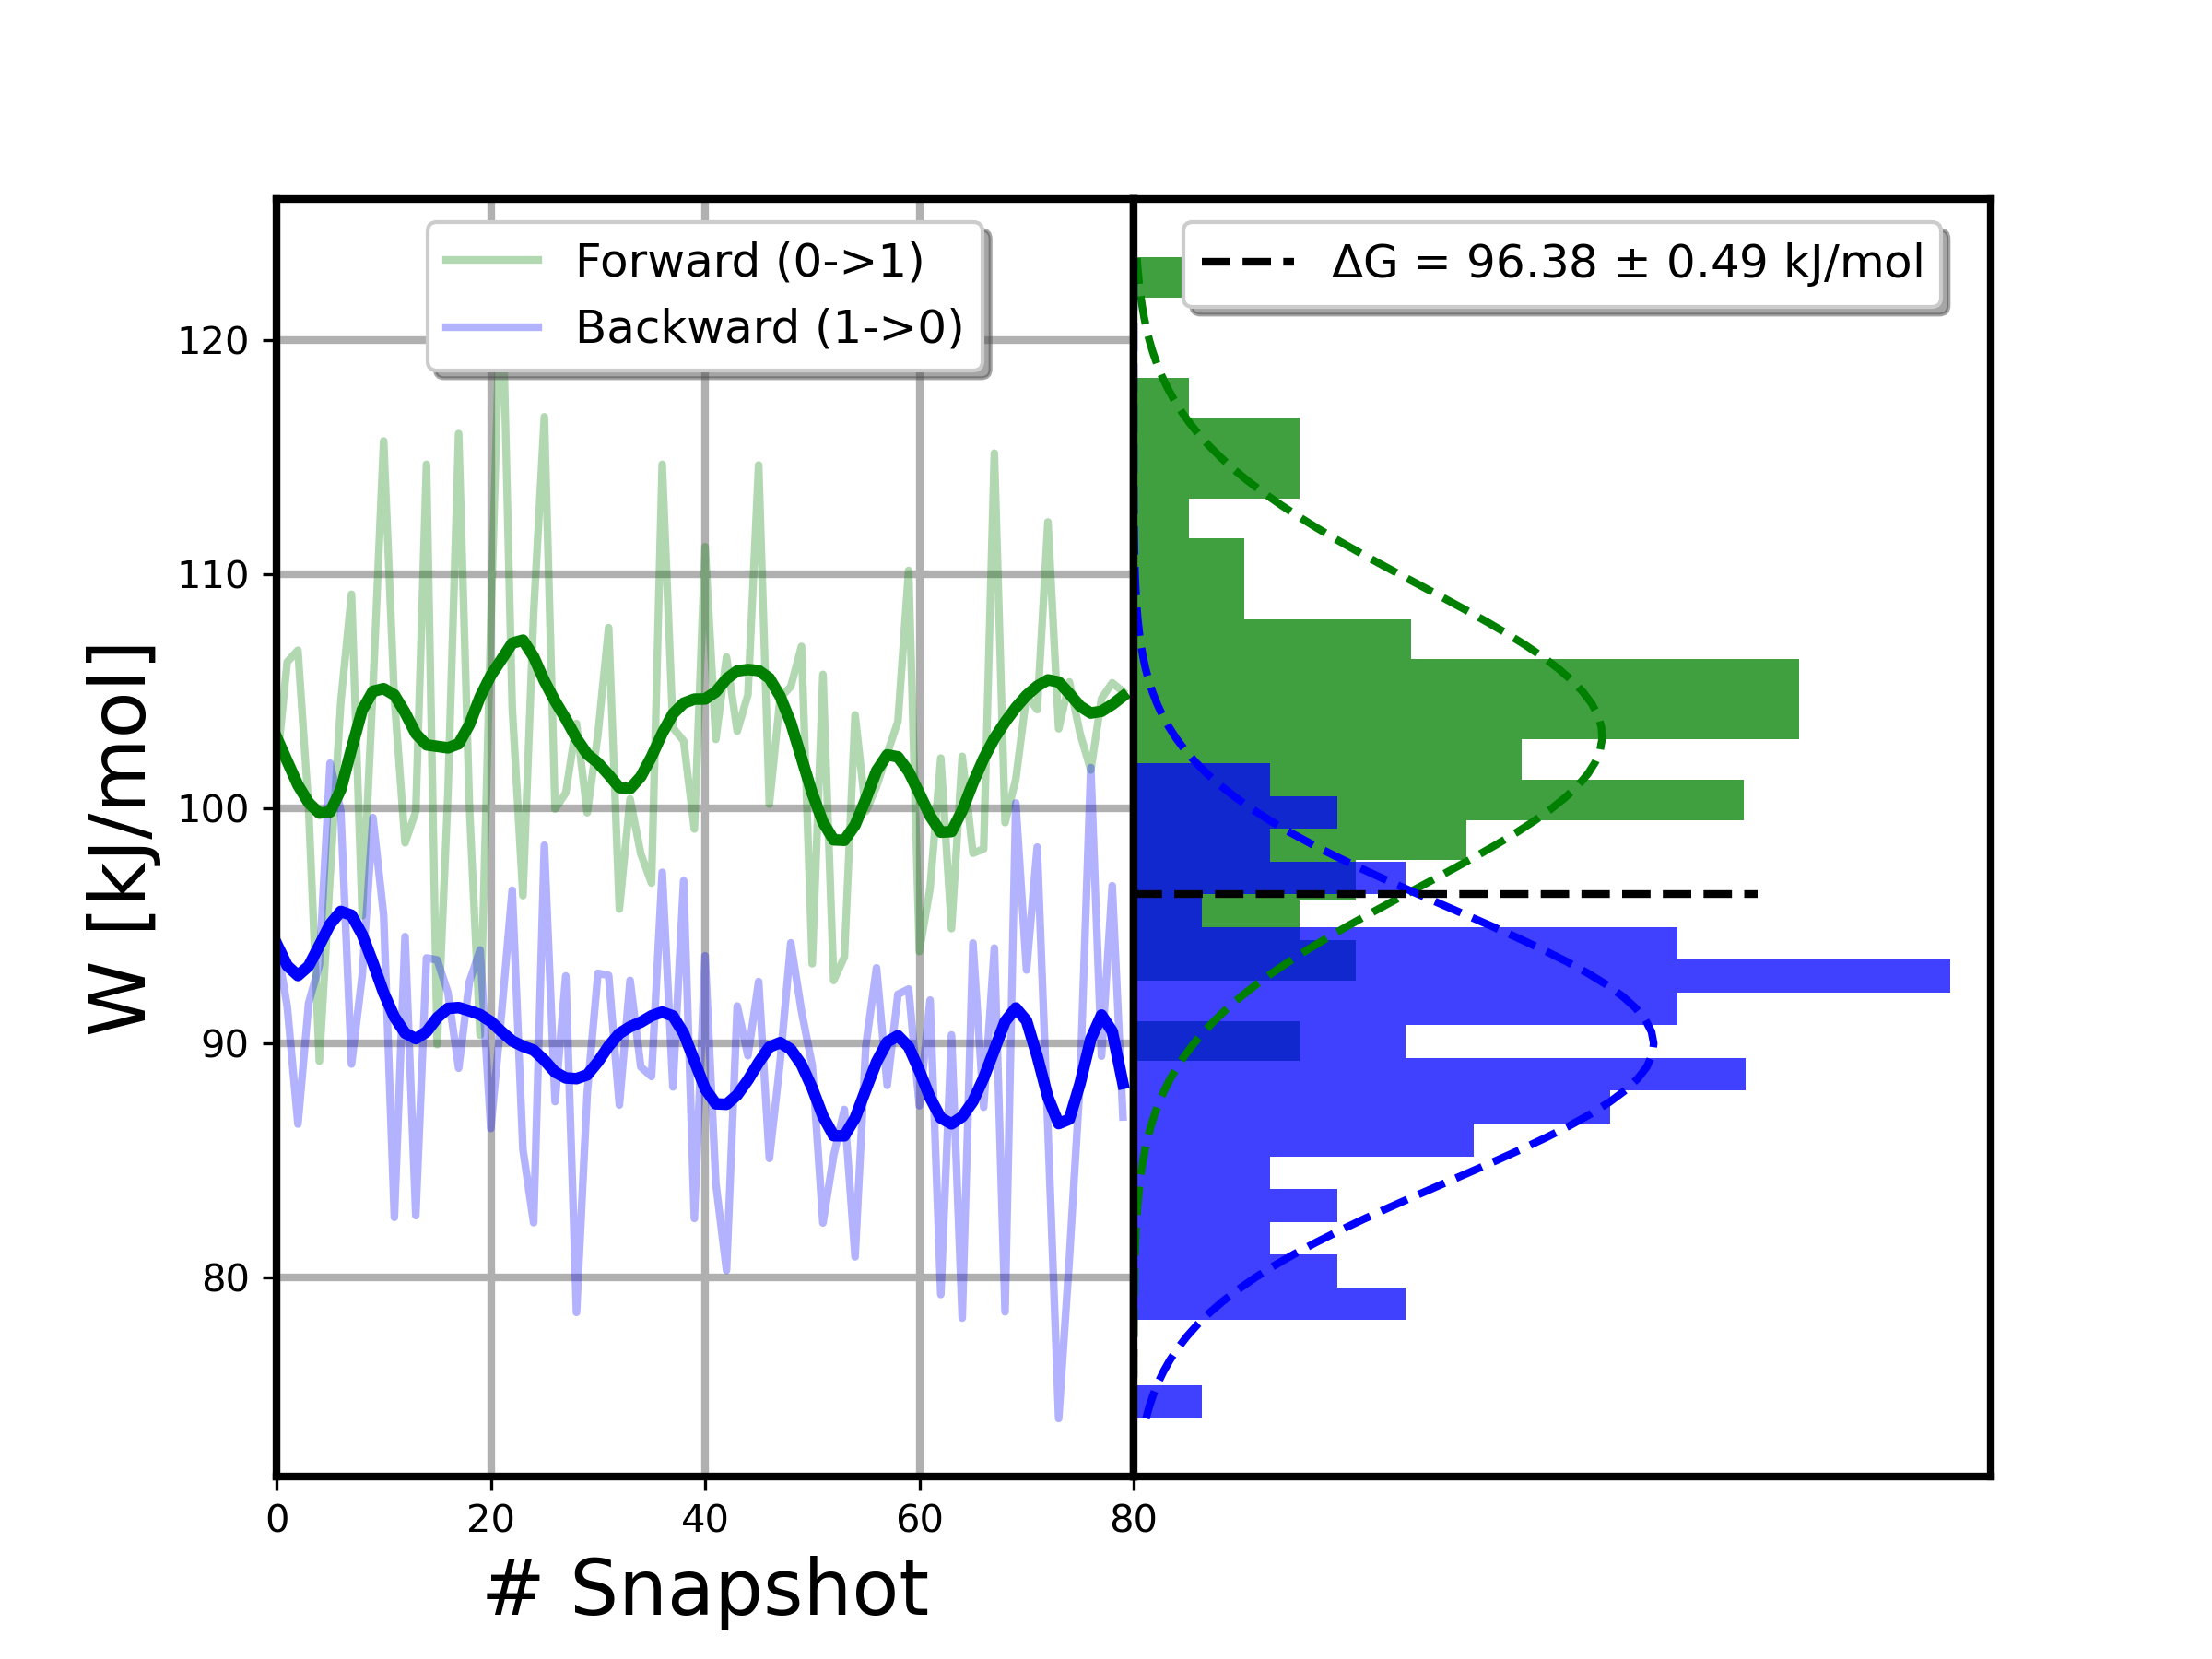 Forward (0->1)
Backward (1->0)
ΔG = 96.38 ± 0.49 kJ/mol
120
110
100
90
80
W [kJ/mol]
0
20
40
60
80
# Snapshot